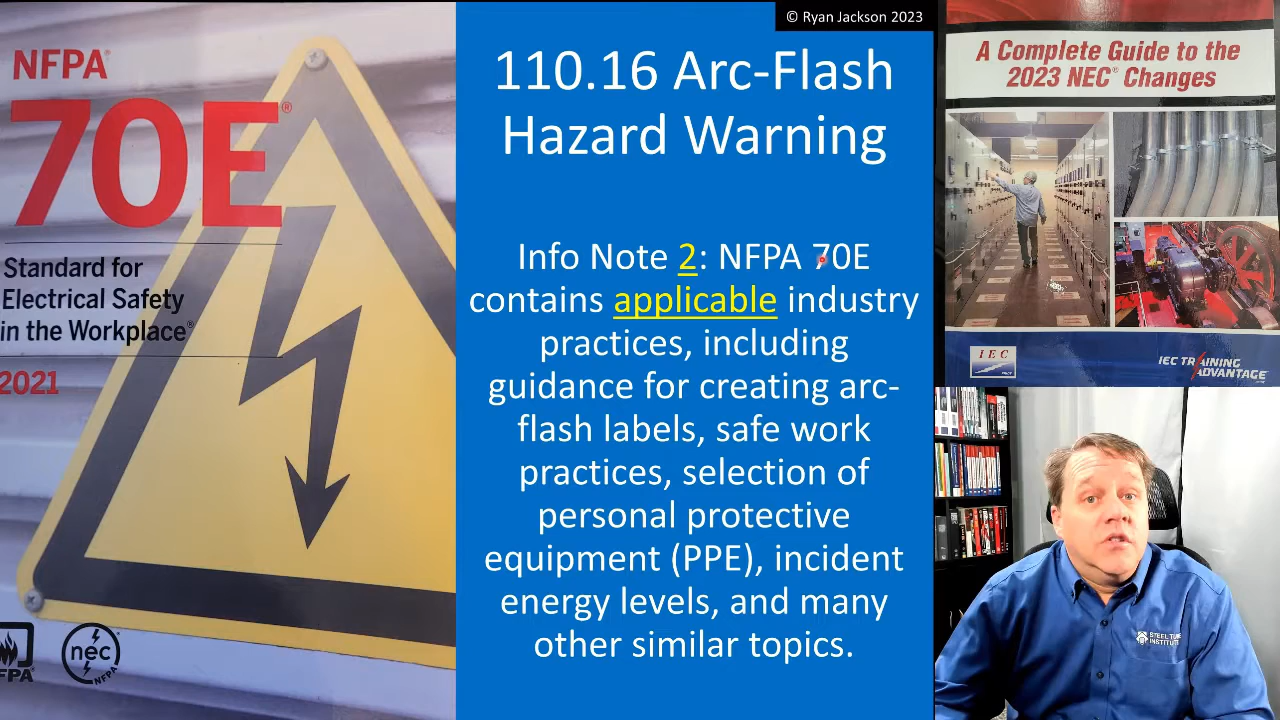 NFPA®
70E®
Standard for
Electrical Safety
in the Workplace®
2021
nec
NFPA
© Ryan Jackson 2023
110.16 Arc-Flash
Hazard Warning
Info Note 2: NFPA 70E
contains applicable industry
practices, including
guidance for creating arc-
flash labels, safe work
practices, selection of
personal protective
equipment (PPE), incident
energy levels, and many
other similar topics.
A Complete Guide to the
2023 NEC® Changes
IEC
IEC TRAINING
ADVANTAGE
STEEL TUBE
INSTITUTE